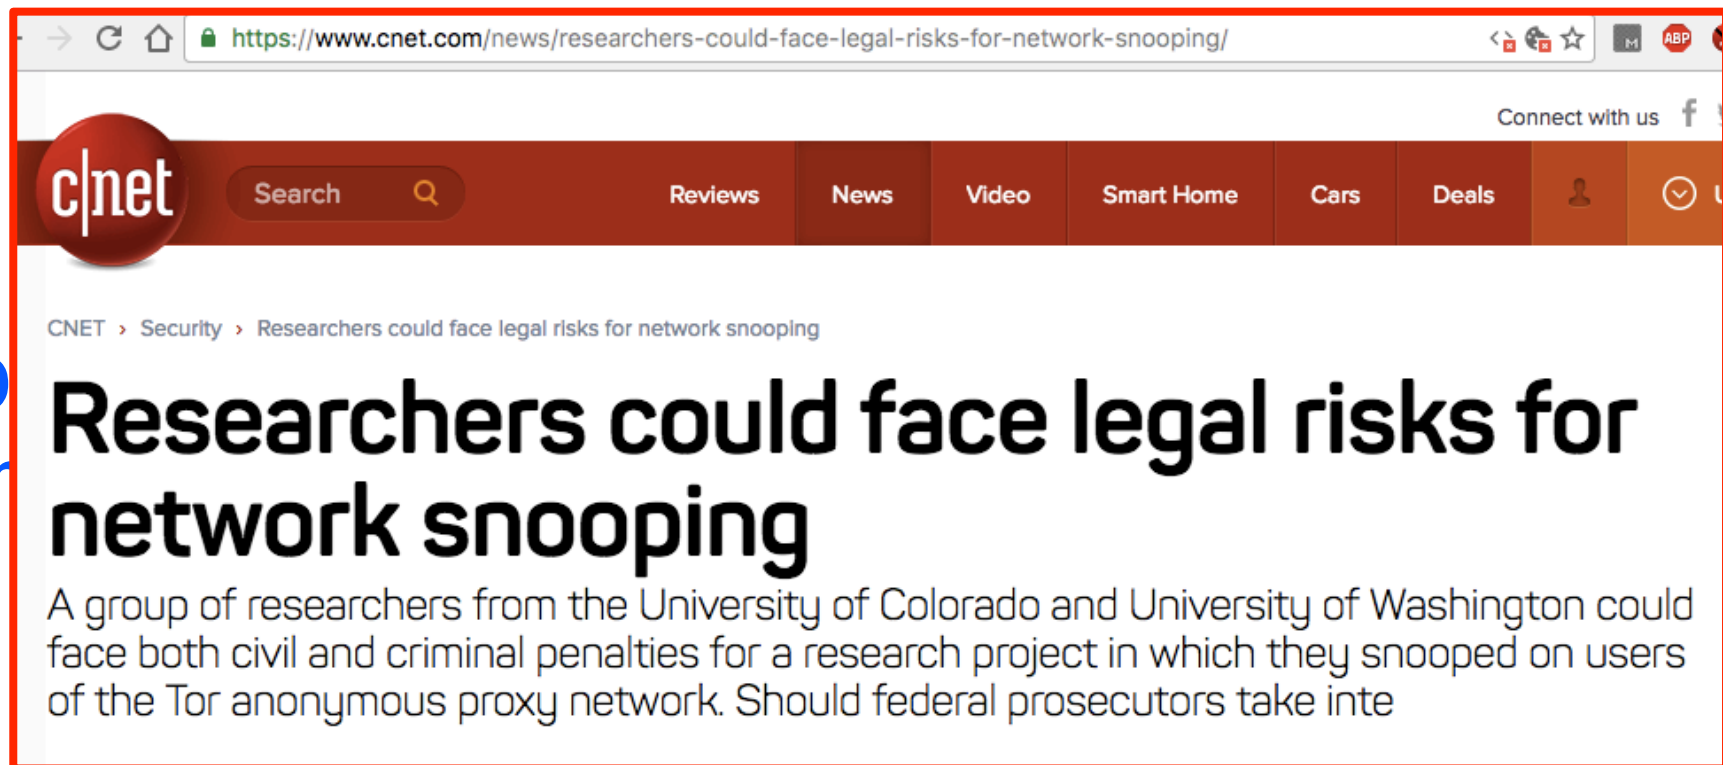 https://www.cnet.com/news/researchers-could-face-legal-risks-for-network-snooping/
M ABP
Connect with us f
c|net Search Reviews News Video Smart Home Cars Deals
CNET > Security > Researchers could face legal risks for network snooping
Researchers could face legal risks for
network snooping
A group of researchers from the University of Colorado and University of Washington could
face both civil and criminal penalties for a research project in which they snooped on users
of the Tor anonymous proxy network. Should federal prosecutors take inte